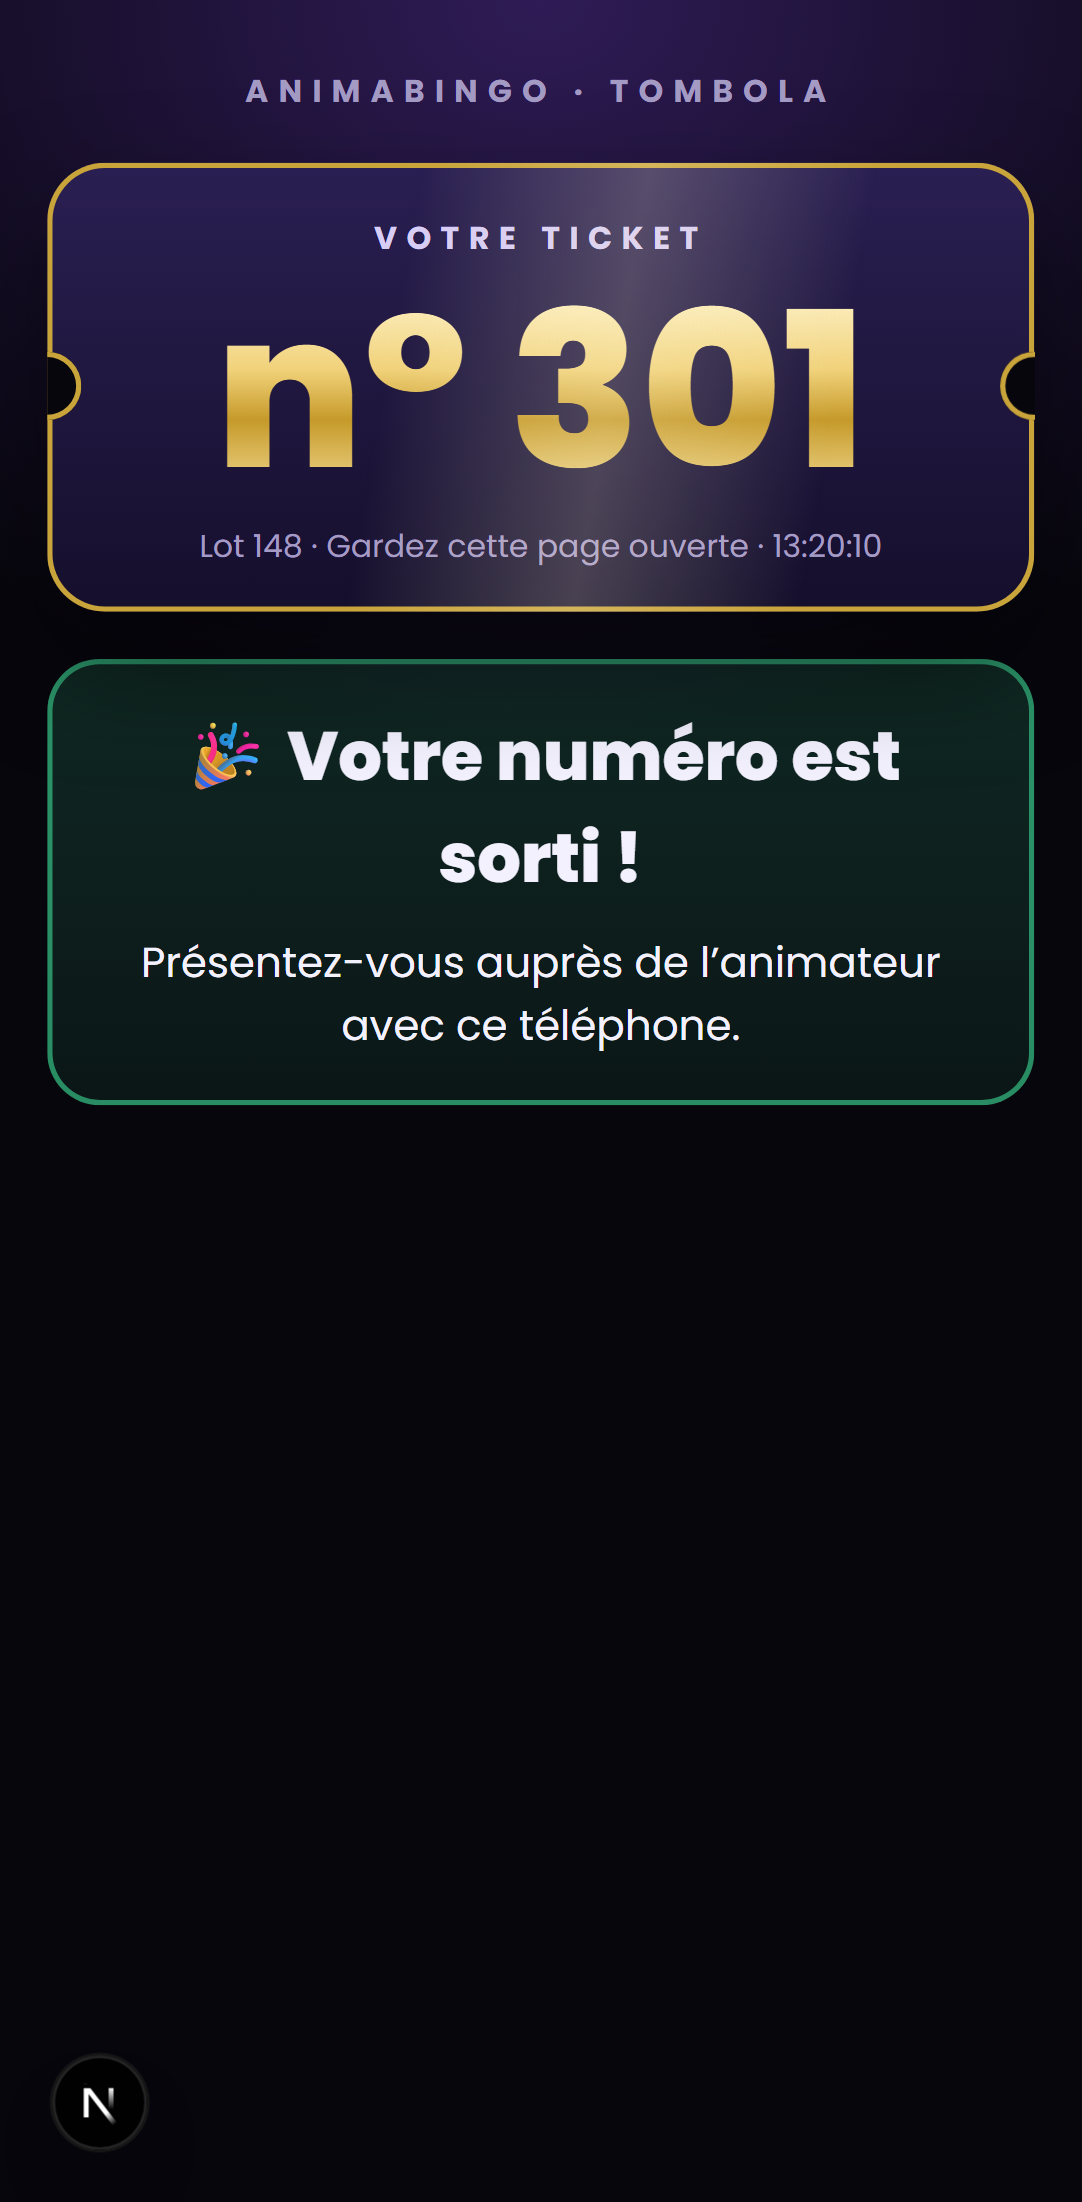 ANIMABINGO · TOMBOLA
VOTRE TICKET
n° 301
Lot 148 · Gardez cette page ouverte · 13:20:10
🎉 Votre numéro est
sorti !
Présentez-vous auprès de l’animateur
avec ce téléphone.
N